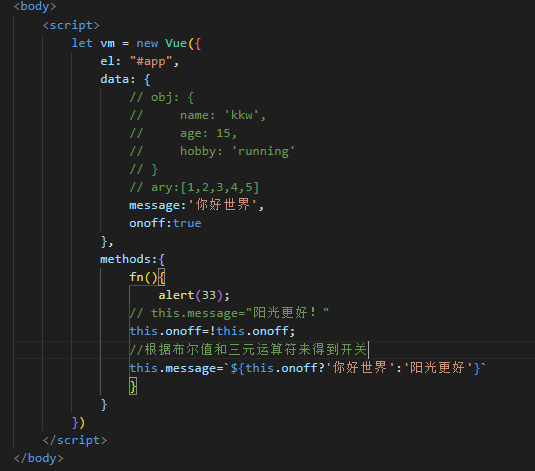 <body>
<script>
let vm = new Vue({
el: "#app",
data: {
// obj: {
// name: 'kkw',
// age: 15,
// hobby: 'running'
// }
// ary:[1,2,3,4,5]
message:'你好世界',
onoff:true
},
methods:{
fn(){
alert(33);
// this.message="阳光更好！"
this.onoff=!this.onoff;
//根据布尔值和三元运算符来得到开关
this.message=`${this.onoff?'你好世界':'阳光更好'}`
}
}
})
</script>
</body>